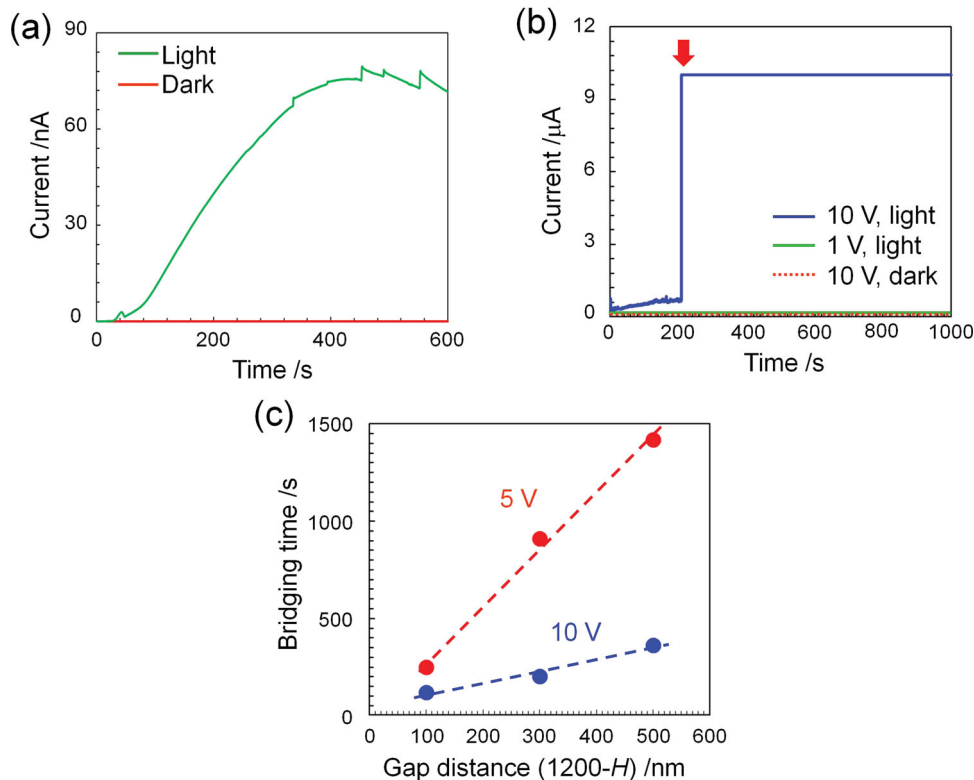 (a)
90
60
30
0
Current /nA
Light
Dark
0 200 400 600
Time /s
(b)
12
9
6
3
0
Current /μA
10 V, light
1 V, light
10 V, dark
0 200 400 600 800 1000
Time /s
(c)
1500
1000
500
0
Bridging time /s
5 V
10 V
0 100 200 300 400 500 600
Gap distance (1200-H) /nm